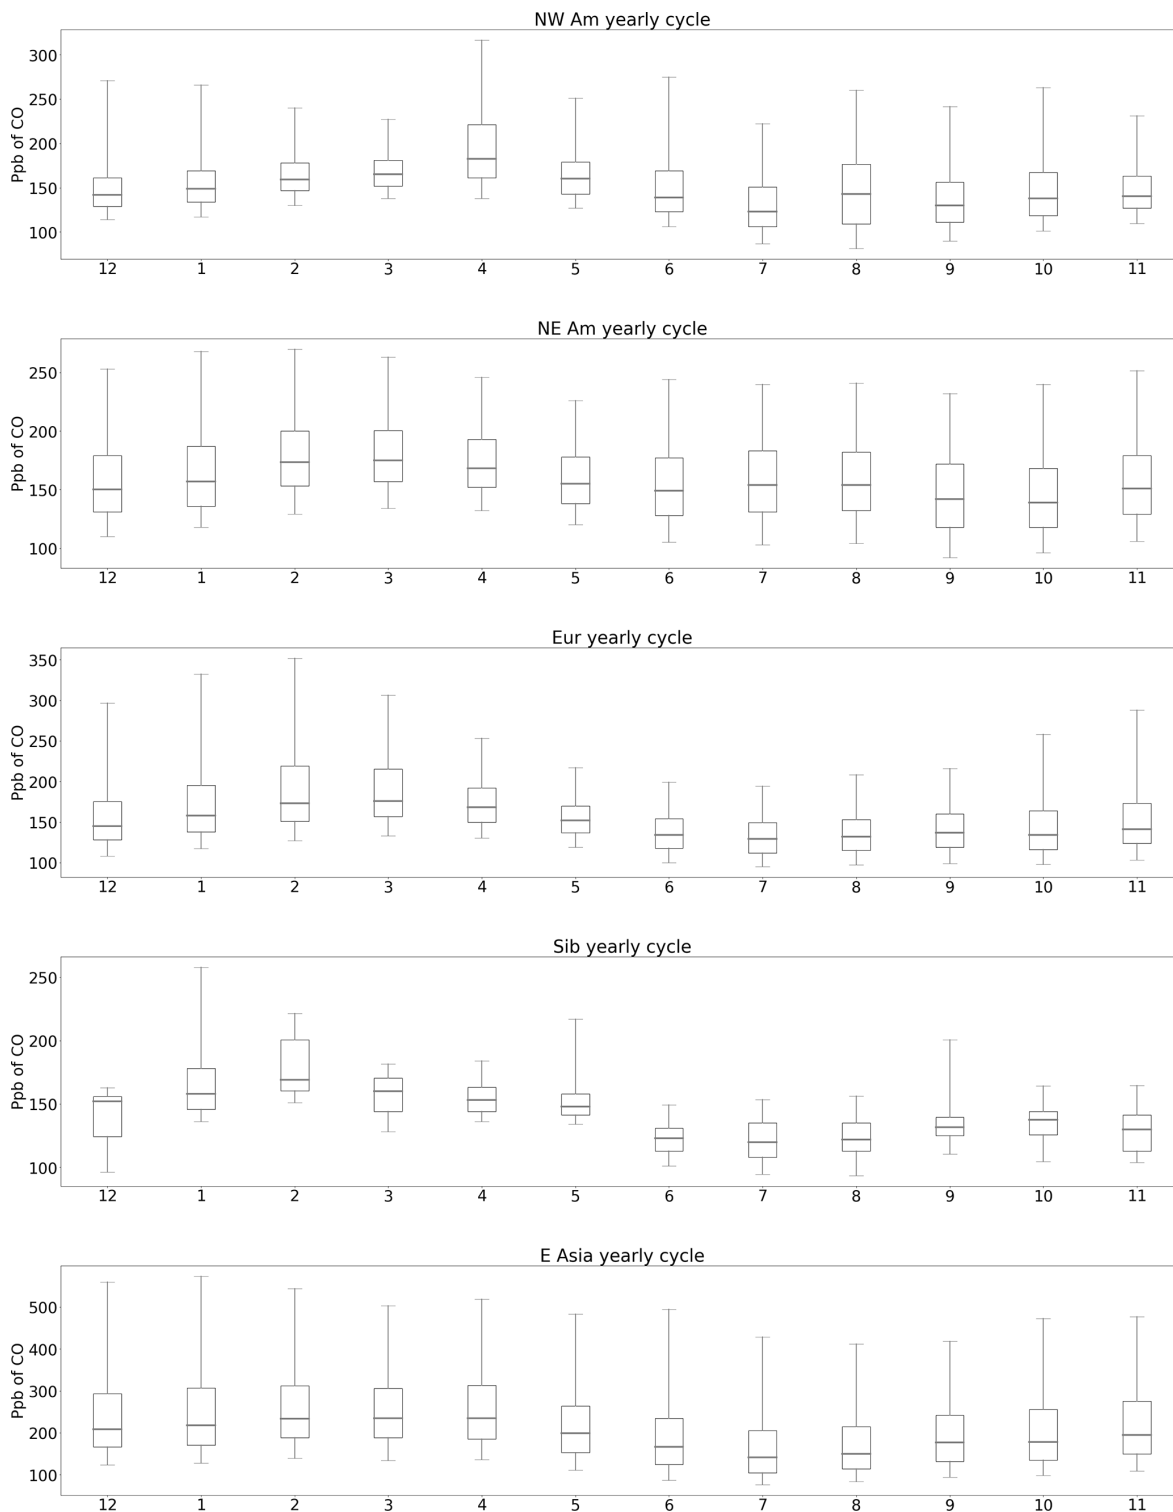 NW Am yearly cycle
Ppb of CO
300
250
200
150
100
12 1 2 3 4 5 6 7 8 9 10 11
NE Am yearly cycle
Ppb of CO
250
200
150
100
12 1 2 3 4 5 6 7 8 9 10 11
Eur yearly cycle
Ppb of CO
350
300
250
200
150
100
12 1 2 3 4 5 6 7 8 9 10 11
Sib yearly cycle
Ppb of CO
250
200
150
100
12 1 2 3 4 5 6 7 8 9 10 11
E Asia yearly cycle
Ppb of CO
500
400
300
200
100
12 1 2 3 4 5 6 7 8 9 10 11